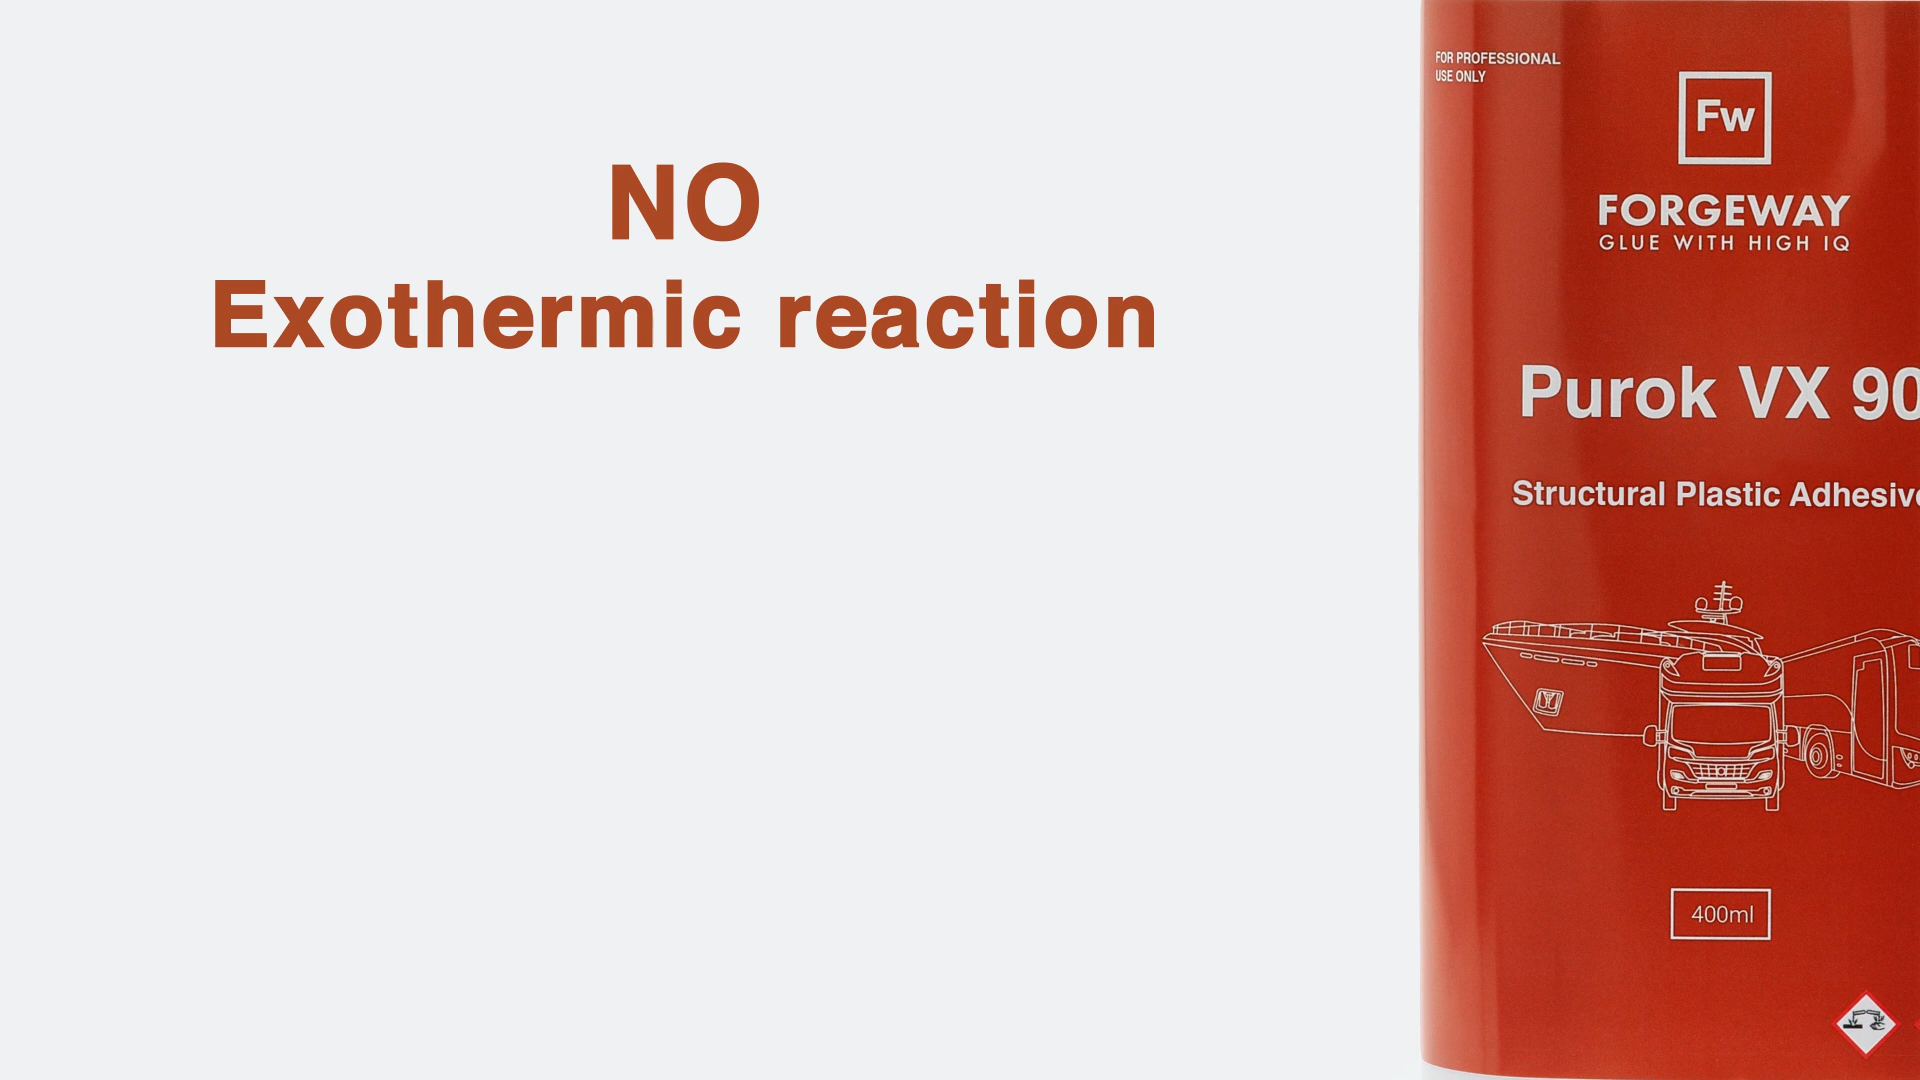 NO
Exothermic reaction
FOR PROFESSIONAL
USE ONLY
Fw
FORGEWAY
GLUE WITH HIGH IQ
Purok VX 90
Structural Plastic Adhesive
400ml